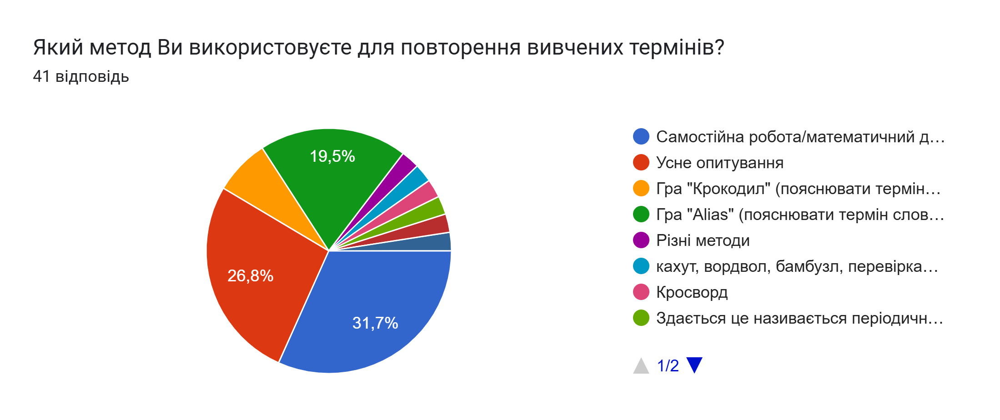 Який метод Ви використовуєте для повторення вивчених термінів?
41 відповідь
19,5%
26,8%
31,7%
Самостійна робота/математичний д…
Усне опитування
Гра "Крокодил" (пояснювати термін…
Гра "Alias" (пояснювати термін слов…
Різні методи
кахут, вордвол, бамбузл, перевірка…
Кросворд
Здається це називається періодичн…
1/2